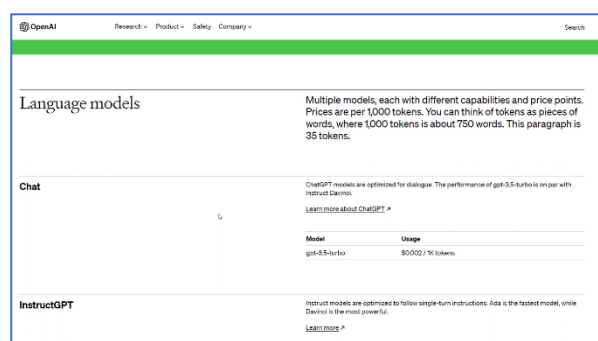 OpenAI
Research Product Safety Company
Search
Language models
Multiple models, each with different capabilities and price points.
Prices are per 1,000 tokens. You can think of tokens as pieces of
words, where 1,000 tokens is about 750 words. This paragraph is
35 tokens.
Chat
ChatGPT models are optimized for dialogue. The performance of gpt-3.5-turbo is on par with
Instruct Davinci.
Learn more about ChatGPT ↗
Model Usage
gpt-3.5-turbo $0.002 / 1K tokens
InstructGPT
Instruct models are optimized to follow single-turn instructions. Ada is the fastest model, while
Davinci is the most powerful.
Learn more ↗